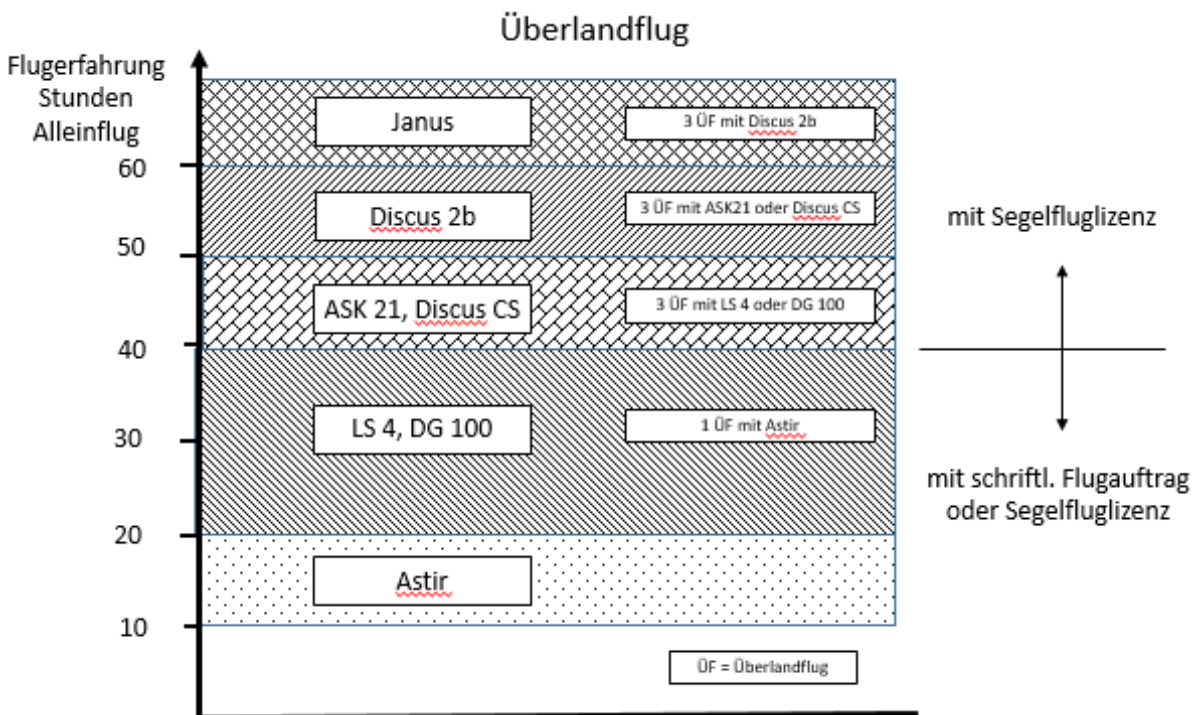 Überlandflug
Flugerfahrung
Stunden
Alleinflug
Janus
3 ÜF mit Discus 2b
60
Discus 2b
3 ÜF mit ASK21 oder Discus CS
mit Segelfluglizenz
50
ASK 21, Discus CS
3 ÜF mit LS 4 oder DG 100
40
LS 4, DG 100
1 ÜF mit Astir
30
mit schriftl. Flugauftrag
oder Segelfluglizenz
20
Astir
10
ÜF = Überlandflug